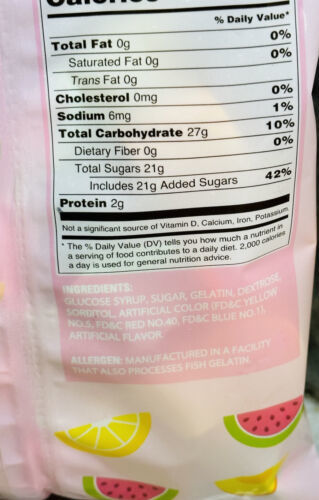 Calories
% Daily Value*
Total Fat 0g 0%
Saturated Fat 0g 0%
Trans Fat 0g
Cholesterol 0mg 0%
Sodium 6mg 1%
Total Carbohydrate 27g 10%
Dietary Fiber 0g 0%
Total Sugars 21g
Includes 21g Added Sugars 42%
Protein 2g
Not a significant source of Vitamin D, Calcium, Iron, Potassium.
* The % Daily Value (DV) tells you how much a nutrient in
a serving of food contributes to a daily diet. 2,000 calories
a day is used for general nutrition advice.
INGREDIENTS:
GLUCOSE SYRUP, SUGAR, GELATIN, DEXTROSE,
SORBITOL, ARTIFICIAL COLOR (FD&C YELLOW
NO.5, FD&C RED NO.40, FD&C BLUE NO.1),
ARTIFICIAL FLAVOR.
ALLERGEN: MANUFACTURED IN A FACILITY
THAT ALSO PROCESSES FISH GELATIN.